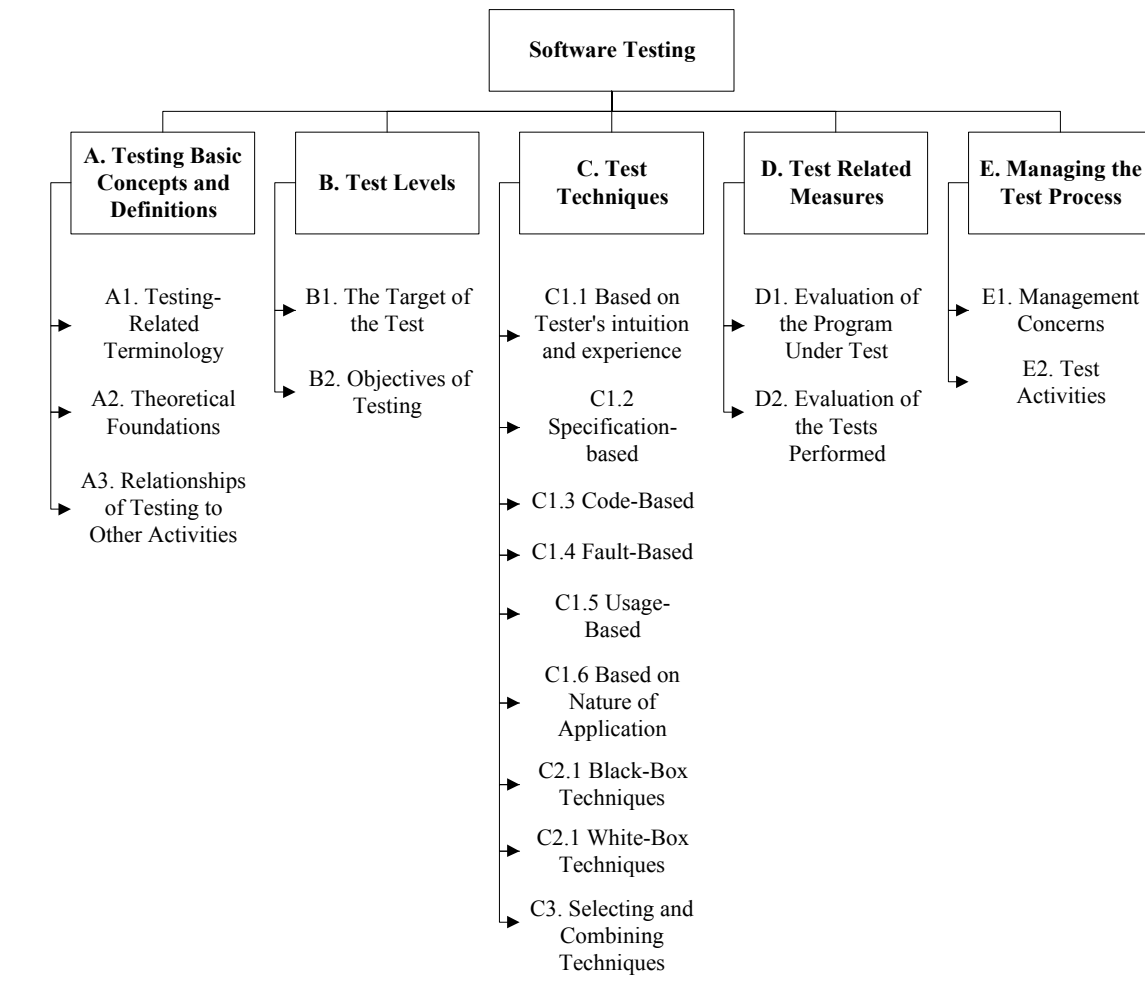 Software Testing
A. Testing Basic
Concepts and
Definitions
B. Test Levels
C. Test
Techniques
D. Test Related
Measures
E. Managing the
Test Process
A1. Testing-
Related
Terminology
A2. Theoretical
Foundations
A3. Relationships
of Testing to
Other Activities
B1. The Target of
the Test
B2. Objectives of
Testing
C1.1 Based on
Tester's intuition
and experience
C1.2
Specification-
based
C1.3 Code-Based
C1.4 Fault-Based
C1.5 Usage-
Based
C1.6 Based on
Nature of
Application
C2.1 Black-Box
Techniques
C2.1 White-Box
Techniques
C3. Selecting and
Combining
Techniques
D1. Evaluation of
the Program
Under Test
D2. Evaluation of
the Tests
Performed
E1. Management
Concerns
E2. Test
Activities